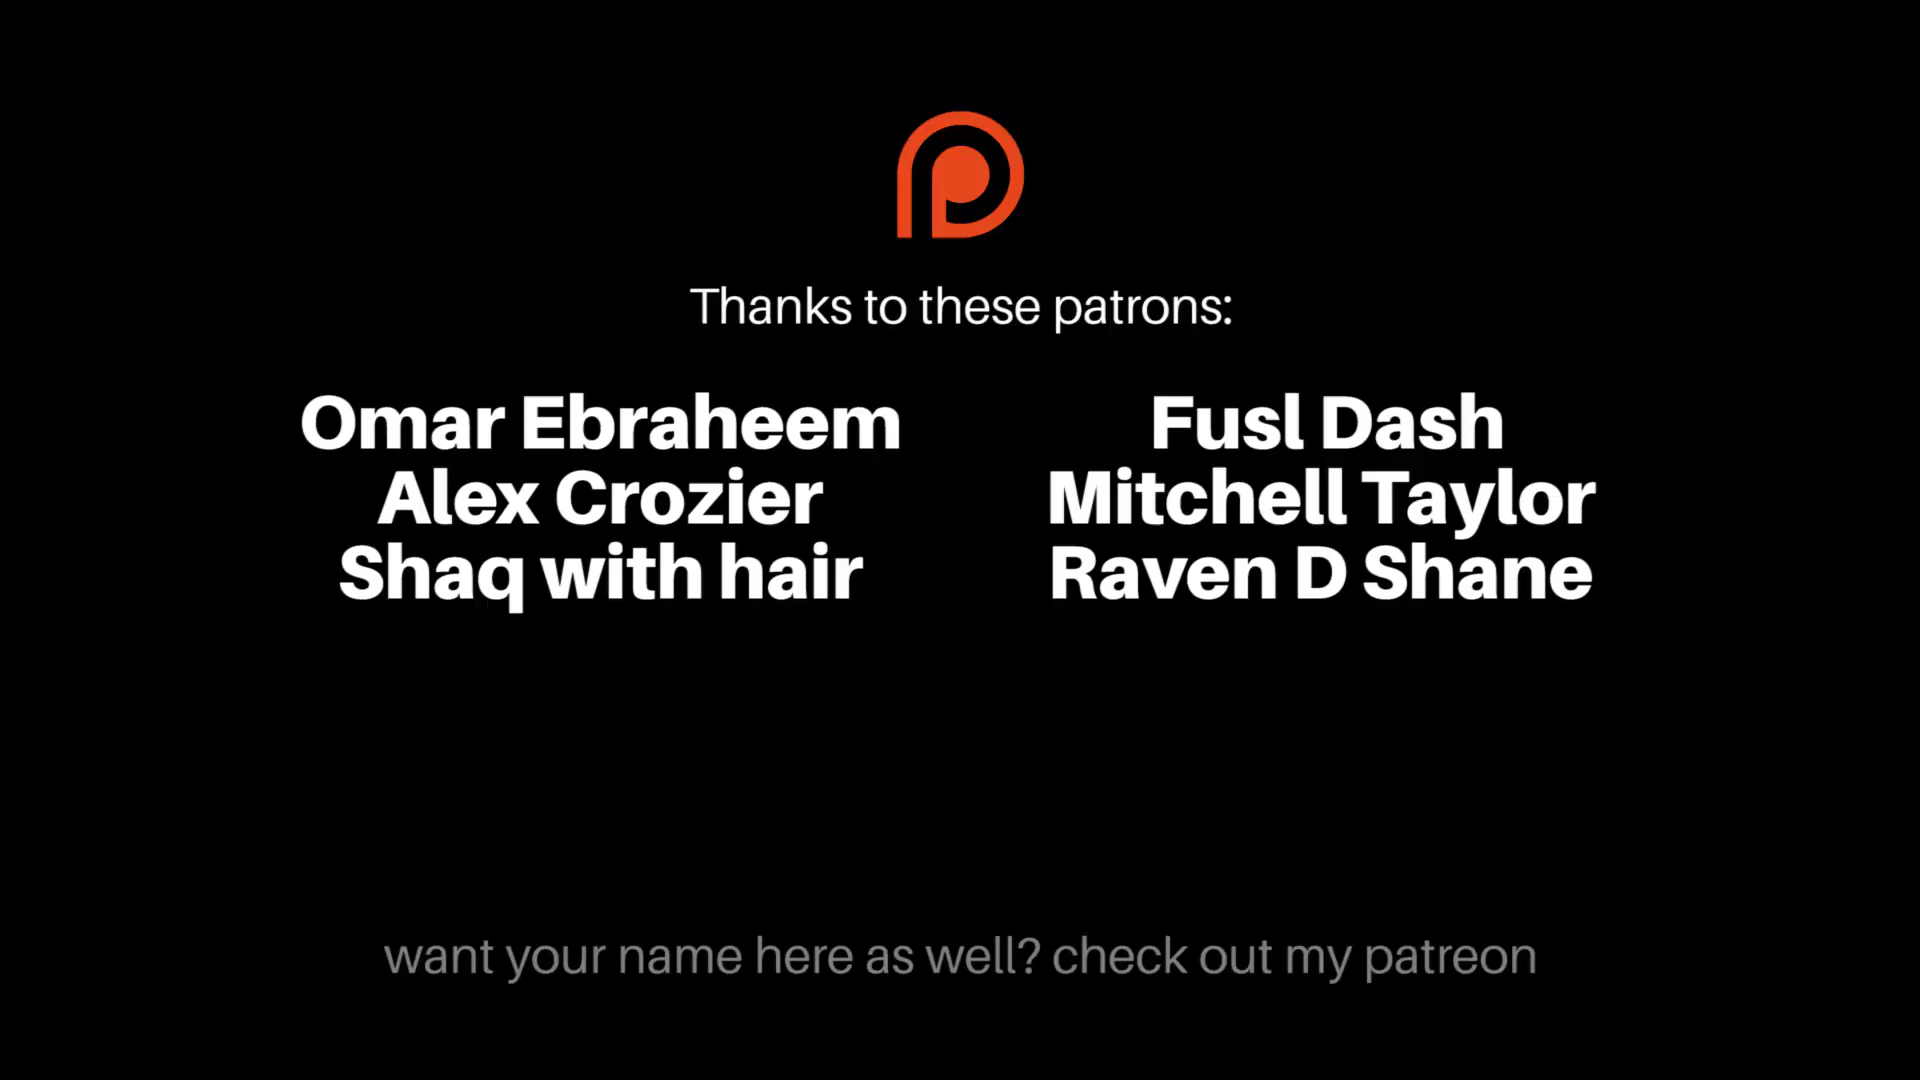 Thanks to these patrons:
Omar Ebraheem
Alex Crozier
Shaq with hair
Fusl Dash
Mitchell Taylor
Raven D Shane
want your name here as well? check out my patreon